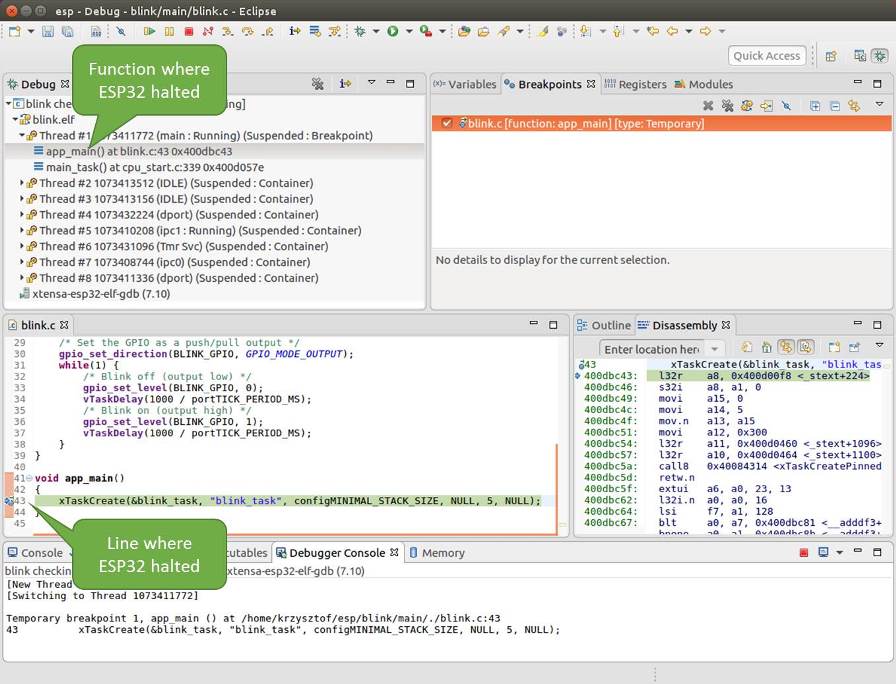 esp - Debug - blink/main/blink.c - Eclipse
Quick Access
Function where
ESP32 halted
Debug
blink che
ng]
blink.elf
Thread #1 1073411772 (main : Running) (Suspended : Breakpoint)
app_main() at blink.c:43 0x400dbc43
main_task() at cpu_start.c:339 0x400d057e
Thread #2 1073413512 (IDLE) (Suspended : Container)
Thread #3 1073413156 (IDLE) (Suspended : Container)
Thread #4 1073432224 (dport) (Suspended : Container)
Thread #5 1073410208 (ipc1 : Running) (Suspended : Container)
Thread #6 1073431096 (Tmr Svc) (Suspended : Container)
Thread #7 1073408744 (ipc0) (Suspended : Container)
Thread #8 1073411336 (dport) (Suspended : Container)
xtensa-esp32-elf-gdb (7.10)
(x)= Variables
Breakpoints
Registers
Modules
blink.c [function: app_main] [type: Temporary]
No details to display for the current selection.
blink.c
29 /* Set the GPIO as a push/pull output */
30 gpio_set_direction(BLINK_GPIO, GPIO_MODE_OUTPUT);
31 while(1) {
32 /* Blink off (output low) */
33 gpio_set_level(BLINK_GPIO, 0);
34 vTaskDelay(1000 / portTICK_PERIOD_MS);
35 /* Blink on (output high) */
36 gpio_set_level(BLINK_GPIO, 1);
37 vTaskDelay(1000 / portTICK_PERIOD_MS);
38 }
39 }
40
41 void app_main()
42 {
43 xTaskCreate(&blink_task, "blink_task", configMINIMAL_STACK_SIZE, NULL, 5, NULL);
44 }
45
Line where
ESP32 halted
Outline
Disassembly
Enter location here
43 xTaskCreate(&blink_task, "blink_tas
400dbc43: l32r a8, 0x400d00f8 <_stext+224>
400dbc46: s32i a8, a1, 0
400dbc49: movi a15, 0
400dbc4c: movi a14, 5
400dbc4f: mov.n a13, a15
400dbc51: movi a12, 0x300
400dbc54: l32r a11, 0x400d0460 <_stext+1096>
400dbc57: l32r a10, 0x400d0464 <_stext+1100>
400dbc5a: call8 0x40084314 <xTaskCreatePinned
400dbc5d: retw.n
400dbc5f: extui a6, a0, 23, 13
400dbc62: l32i.n a0, a0, 16
400dbc64: lsi f7, a1, 128
400dbc67: blt a0, a7, 0x400dbc81 <__adddf3+
Console
cutables
Debugger Console
Memory
blink checkin
xtensa-esp32-elf-gdb (7.10)
[New Thread
[Switching to Thread 1073411772]
Temporary breakpoint 1, app_main () at /home/krzysztof/esp/blink/main/./blink.c:43
43 xTaskCreate(&blink_task, "blink_task", configMINIMAL_STACK_SIZE, NULL, 5, NULL);